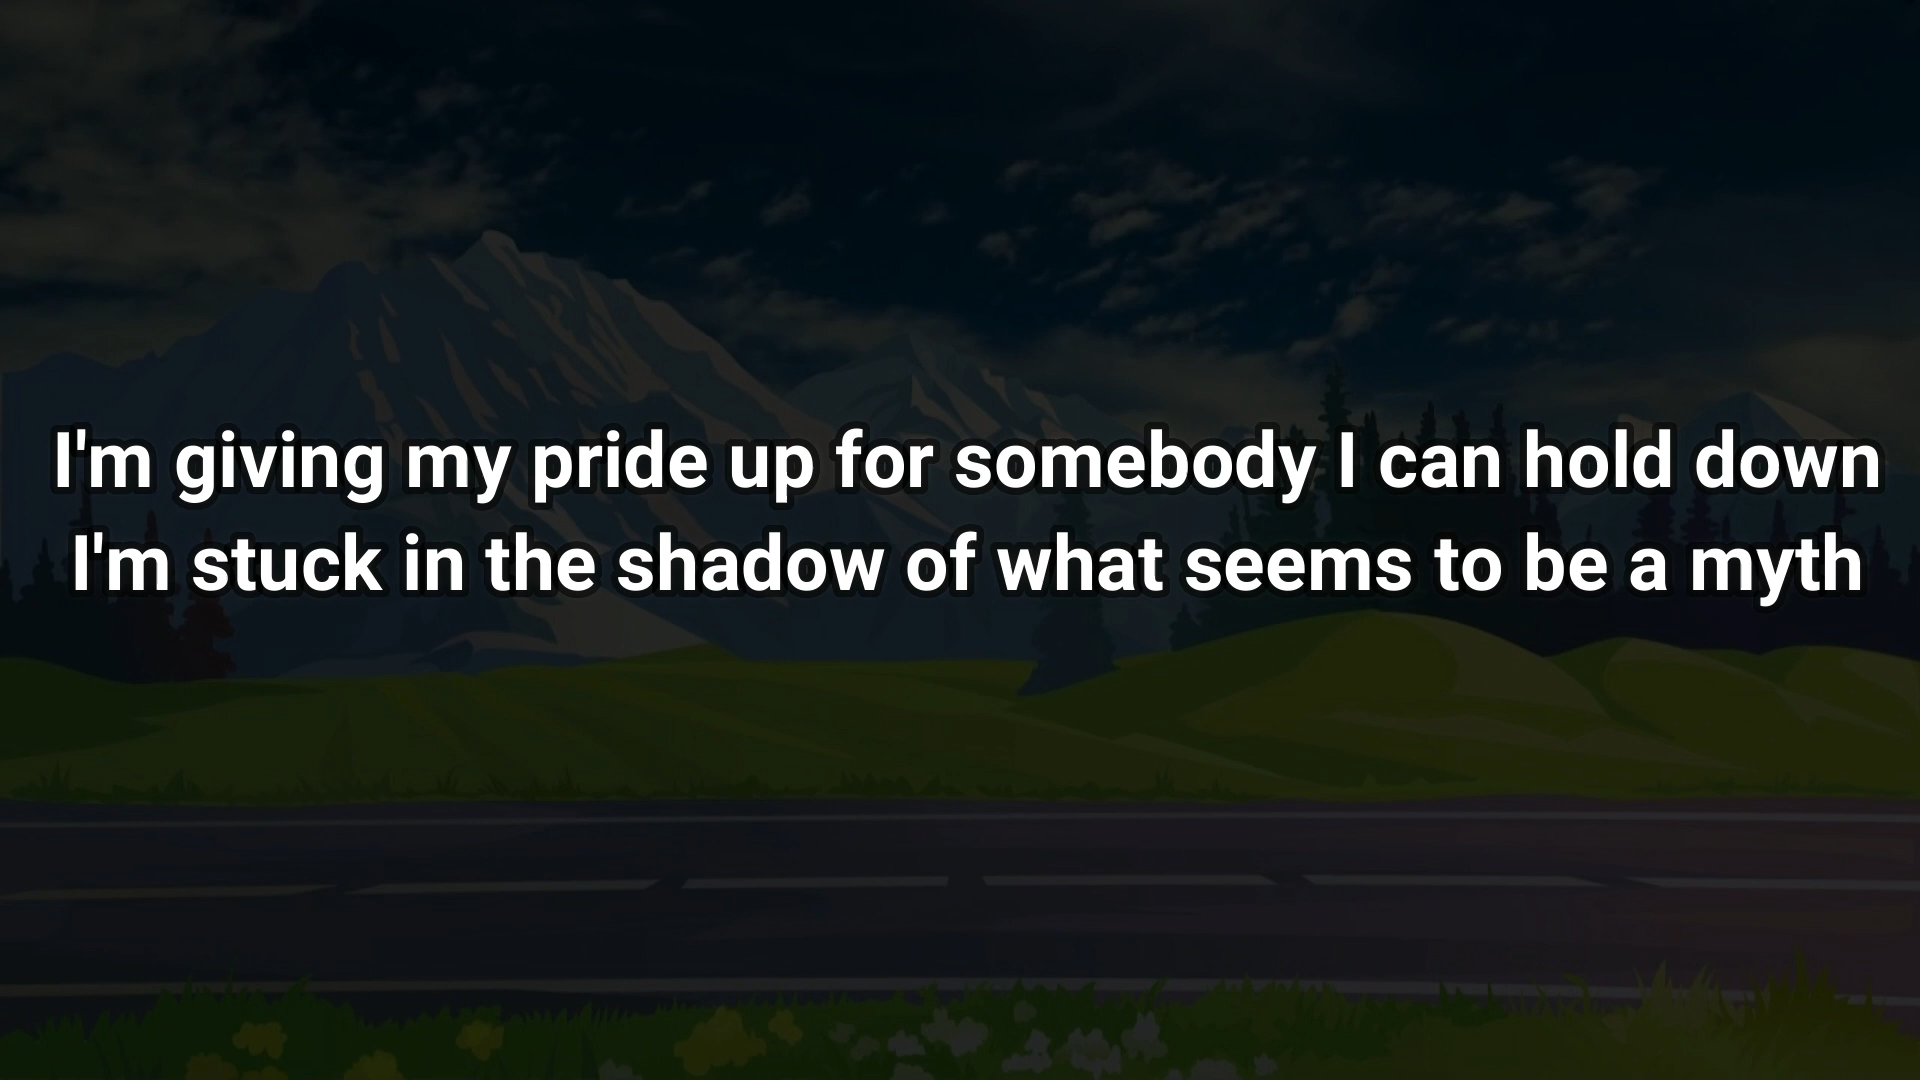 I'm giving my pride up for somebody I can hold down
I'm stuck in the shadow of what seems to be a myth